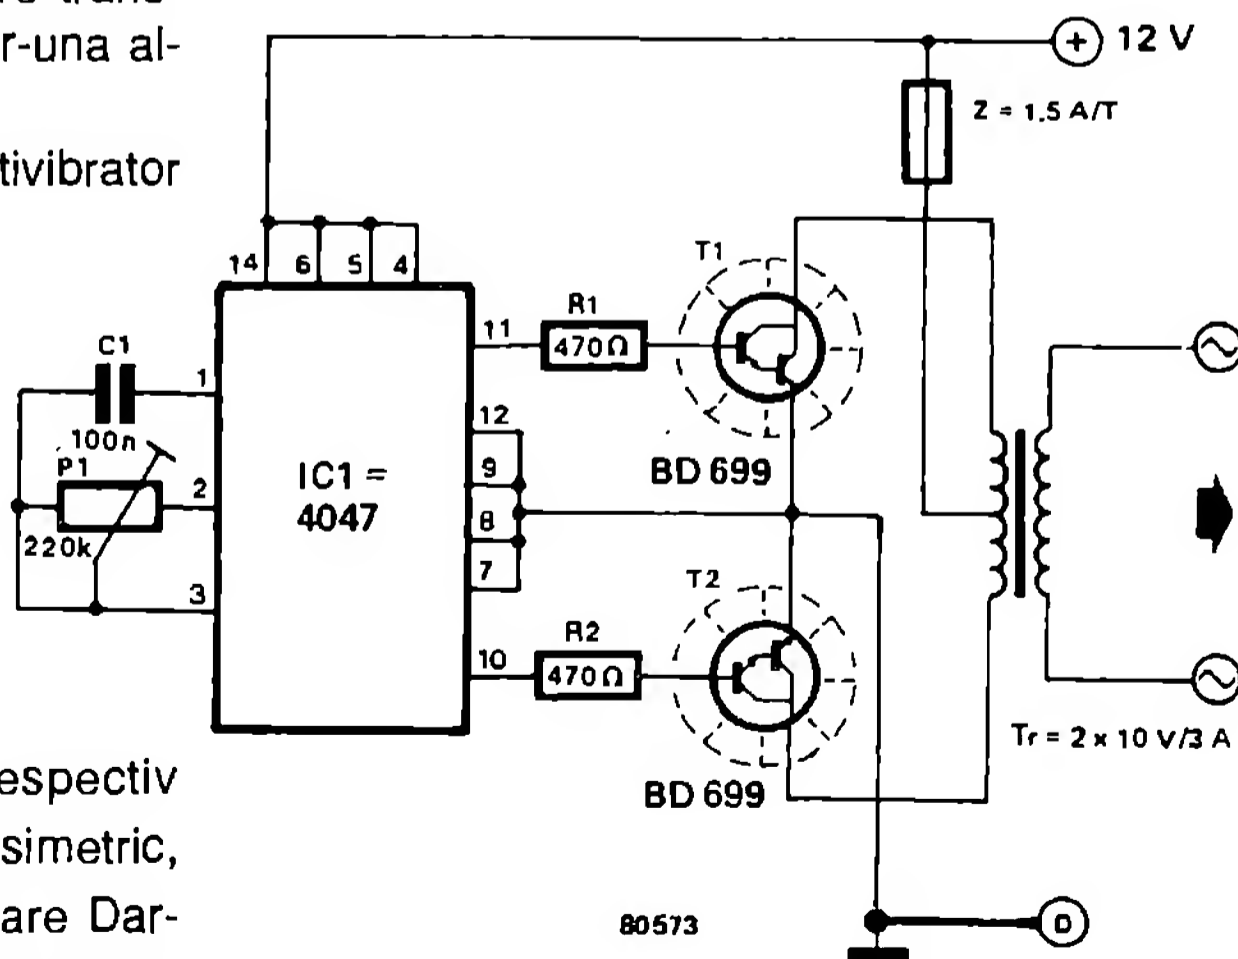 r-una al-
tivibrator
+ 12 V
Z = 1.5 A/T
14 6 5 4
T1
R1
11
470Ω
C1
1
100n
P1
12
BD 699
9
IC1 =
4047
2
8
220k
7
T2
3
R2
10
470Ω
Tr = 2 x 10 V/3 A
BD 699
espectiv
simetric,
are Dar-
80573
0